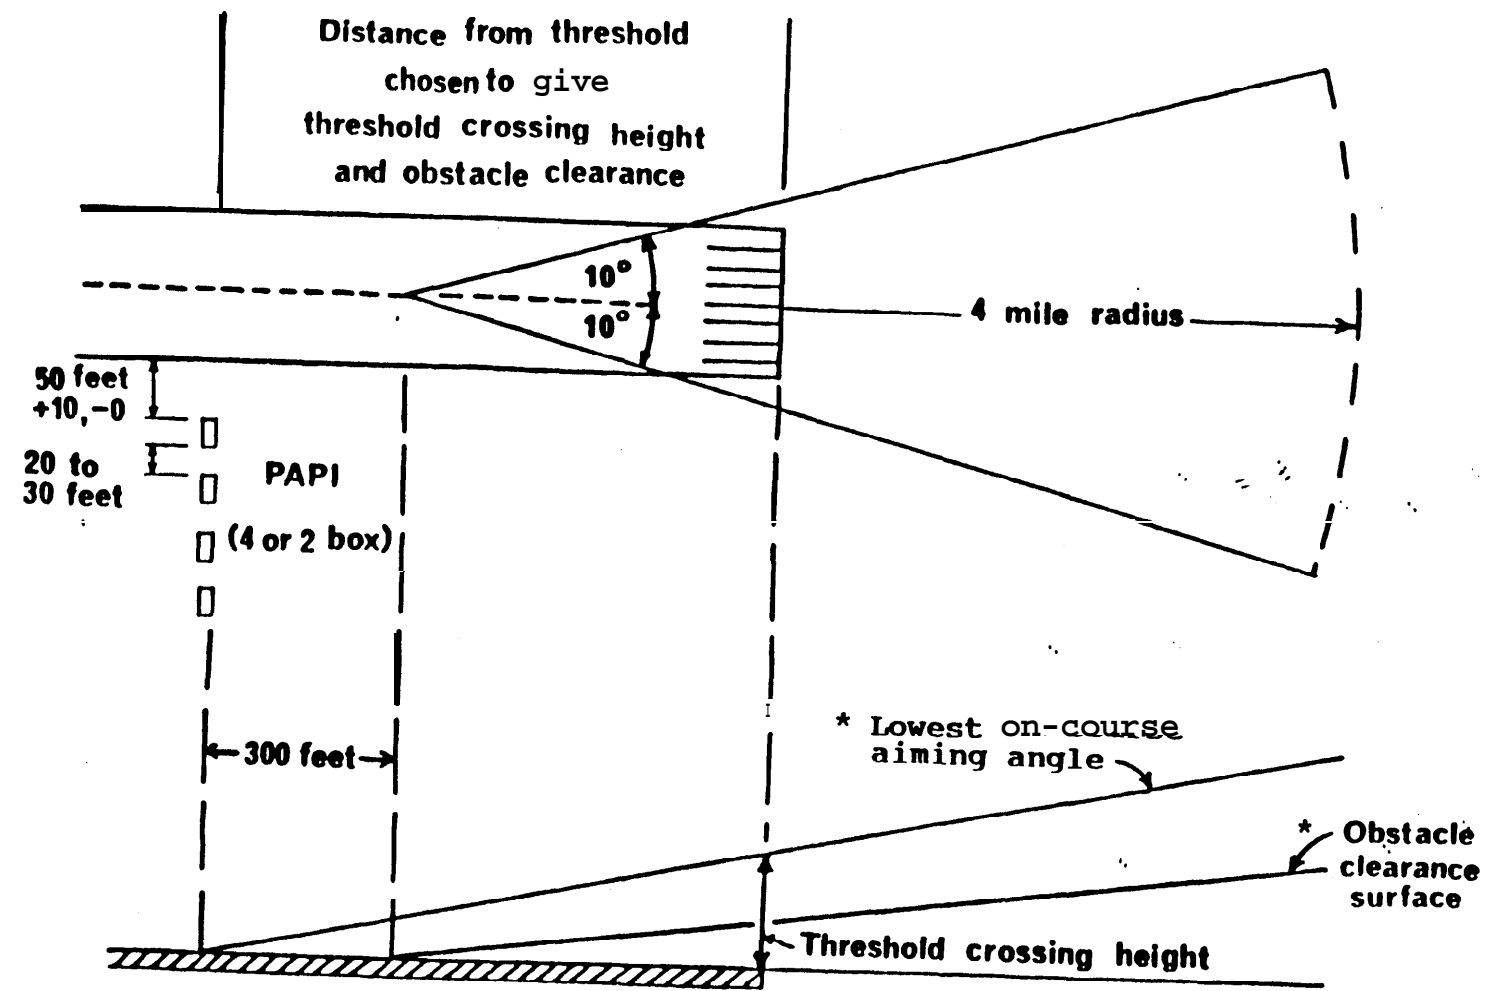 Distance from threshold
chosen to give
threshold crossing height
and obstacle clearance
10°
10°
4 mile radius
50 feet
+10,-0
20 to
30 feet
PAPI
(4 or 2 box)
300 feet
* Lowest on-course
aiming angle
* Obstacle
clearance
surface
Threshold crossing height